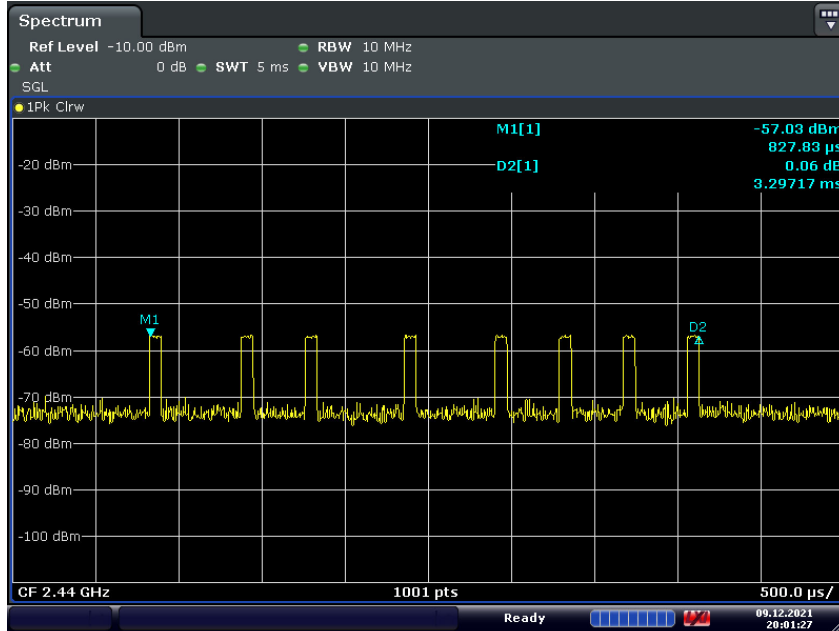 Spectrum
Ref Level -10.00 dBm RBW 10 MHz
Att 0 dB SWT 5 ms VBW 10 MHz
SGL
1Pk Clrw
M1[1] -57.03 dBm
827.83 µs
D2[1] 0.06 dB
3.29717 ms
-20 dBm
-30 dBm
-40 dBm
-50 dBm
M1
D2
-60 dBm
-70 dBm
-80 dBm
-90 dBm
-100 dBm
CF 2.44 GHz 1001 pts 500.0 µs/
Ready 09.12.2021
20:01:27